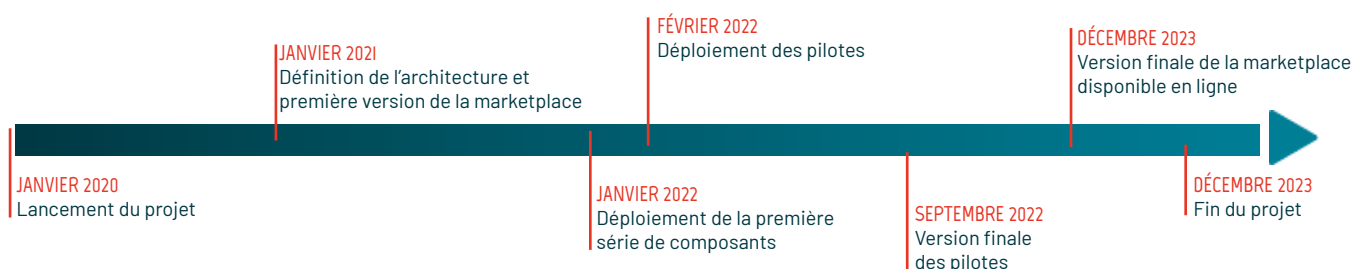 JANVIER 2020
Lancement du projet
JANVIER 2021
Définition de l'architecture et
première version de la marketplace
JANVIER 2022
Déploiement de la première
série de composants
FÉVRIER 2022
Déploiement des pilotes
SEPTEMBRE 2022
Version finale
des pilotes
DÉCEMBRE 2023
Version finale de la marketplace
disponible en ligne
DÉCEMBRE 2023
Fin du projet